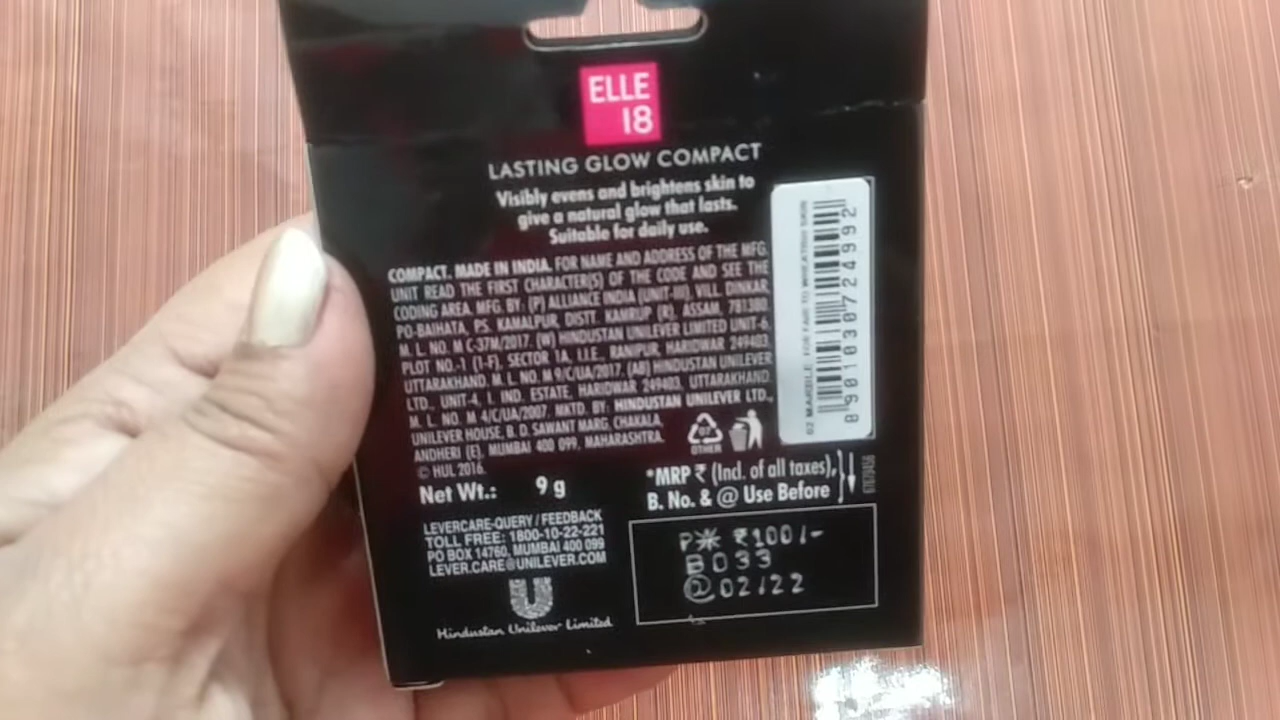 ELLE
18
LASTING GLOW COMPACT
Visibly evens and brightens skin to
give a natural glow that lasts.
Suitable for daily use.
COMPACT. MADE IN INDIA. FOR NAME AND ADDRESS OF THE MFG.
UNIT READ THE FIRST CHARACTER(S) OF THE CODE AND SEE THE
CODING AREA. MFG. BY: (P) ALLIANCE INDIA (UNIT-III), VILL. DINKAR,
PO-BAIHATA, PS. KAMALPUR, DISTT. KAMRUP (R), ASSAM, 781380
M. L. NO. M C-37M/2017. (W) HINDUSTAN UNILEVER LIMITED UNIT-6,
PLOT NO.-1 (1-F), SECTOR 1A, I.I.E., RANIPUR, HARIDWAR 249403,
UTTARAKHAND. M. L. NO. M 9/C/UA/2017. (AB) HINDUSTAN UNILEVER
LTD., UNIT-4, I. IND. ESTATE, HARIDWAR 249403, UTTARAKHAND.
M. L. NO. M 4/C/UA/2007. MKTD. BY: HINDUSTAN UNILEVER LTD.,
UNILEVER HOUSE, B. D. SAWANT MARG, CHAKALA,
ANDHERI (E), MUMBAI 400 099, MAHARASHTRA.
© HUL 2016.
07
OTHER
Net Wt.: 9 g
*MRP ₹ (Incl. of all taxes),
B. No. & @ Use Before
LEVERCARE-QUERY / FEEDBACK
TOLL FREE: 1800-10-22-221
PO BOX 14760, MUMBAI 400 099
LEVER.CARE@UNILEVER.COM
Hindustan Unilever Limited
P* ₹100/-
B033
@02/22
02 MARBLE FOR FAIR TO WHEATISH SKIN
8901030724992